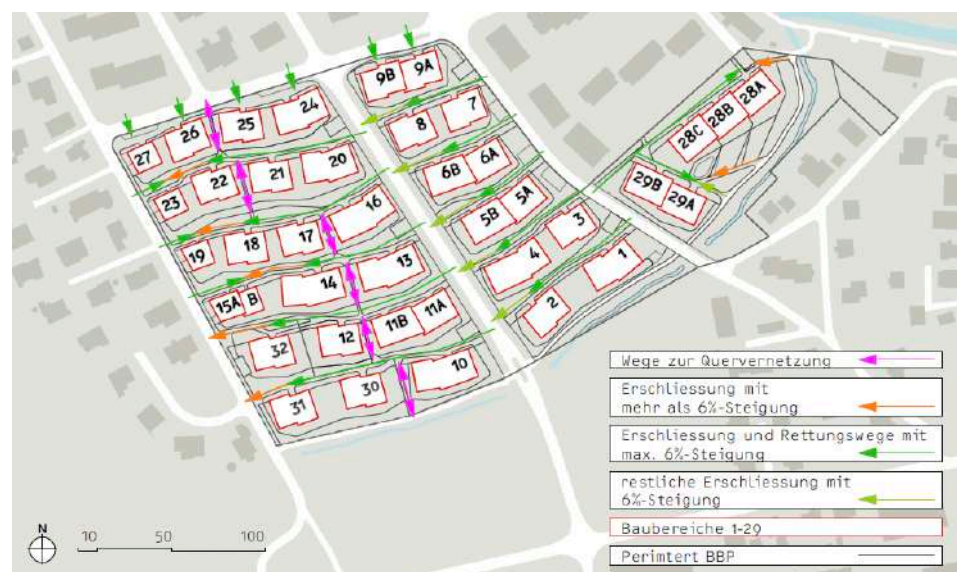 9B 9A
24
25
26
27
7
8
28A
28B
28C
20
21
22
23
6A
6B
29B
29A
5A
5B
16
17
18
19
3
4
1
2
13
14
15A B
11A
11B
12
32
10
30
31
Wege zur Quervernetzung
Erschliessung mit
mehr als 6%-Steigung
Erschliessung und Rettungswege mit
max. 6%-Steigung
restliche Erschliessung mit
6%-Steigung
Baubereiche 1-29
Perimtert BBP
N
10 50 100